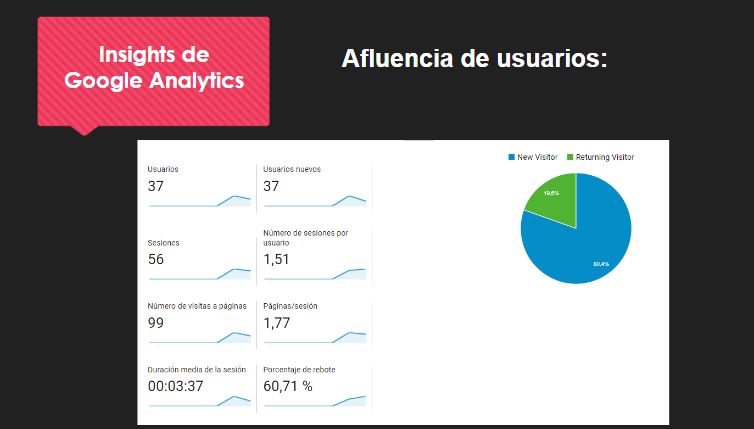 Insights de
Google Analytics
Afluencia de usuarios:
Usuarios
37
Usuarios nuevos
37
Sesiones
56
Número de sesiones por
usuario
1,51
Número de visitas a páginas
99
Páginas/sesión
1,77
Duración media de la sesión
00:03:37
Porcentaje de rebote
60,71 %
New Visitor
Returning Visitor
19,6%
80,4%